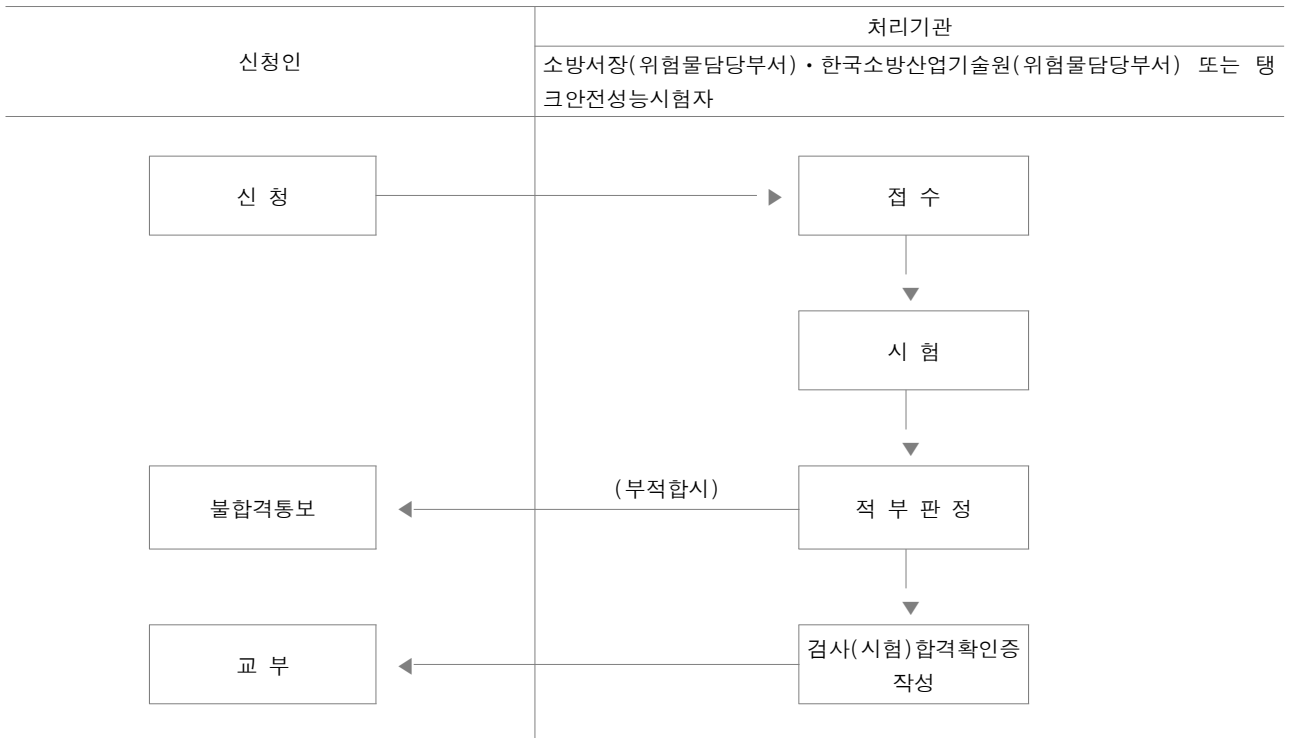 신청인
처리기관
소방서장(위험물담당부서)・한국소방산업기술원(위험물담당부서) 또는 탱
크안전성능시험자
신 청
접 수
시 험
(부적합시)
불합격통보
적 부 판 정
교 부
검사(시험)합격확인증
작성